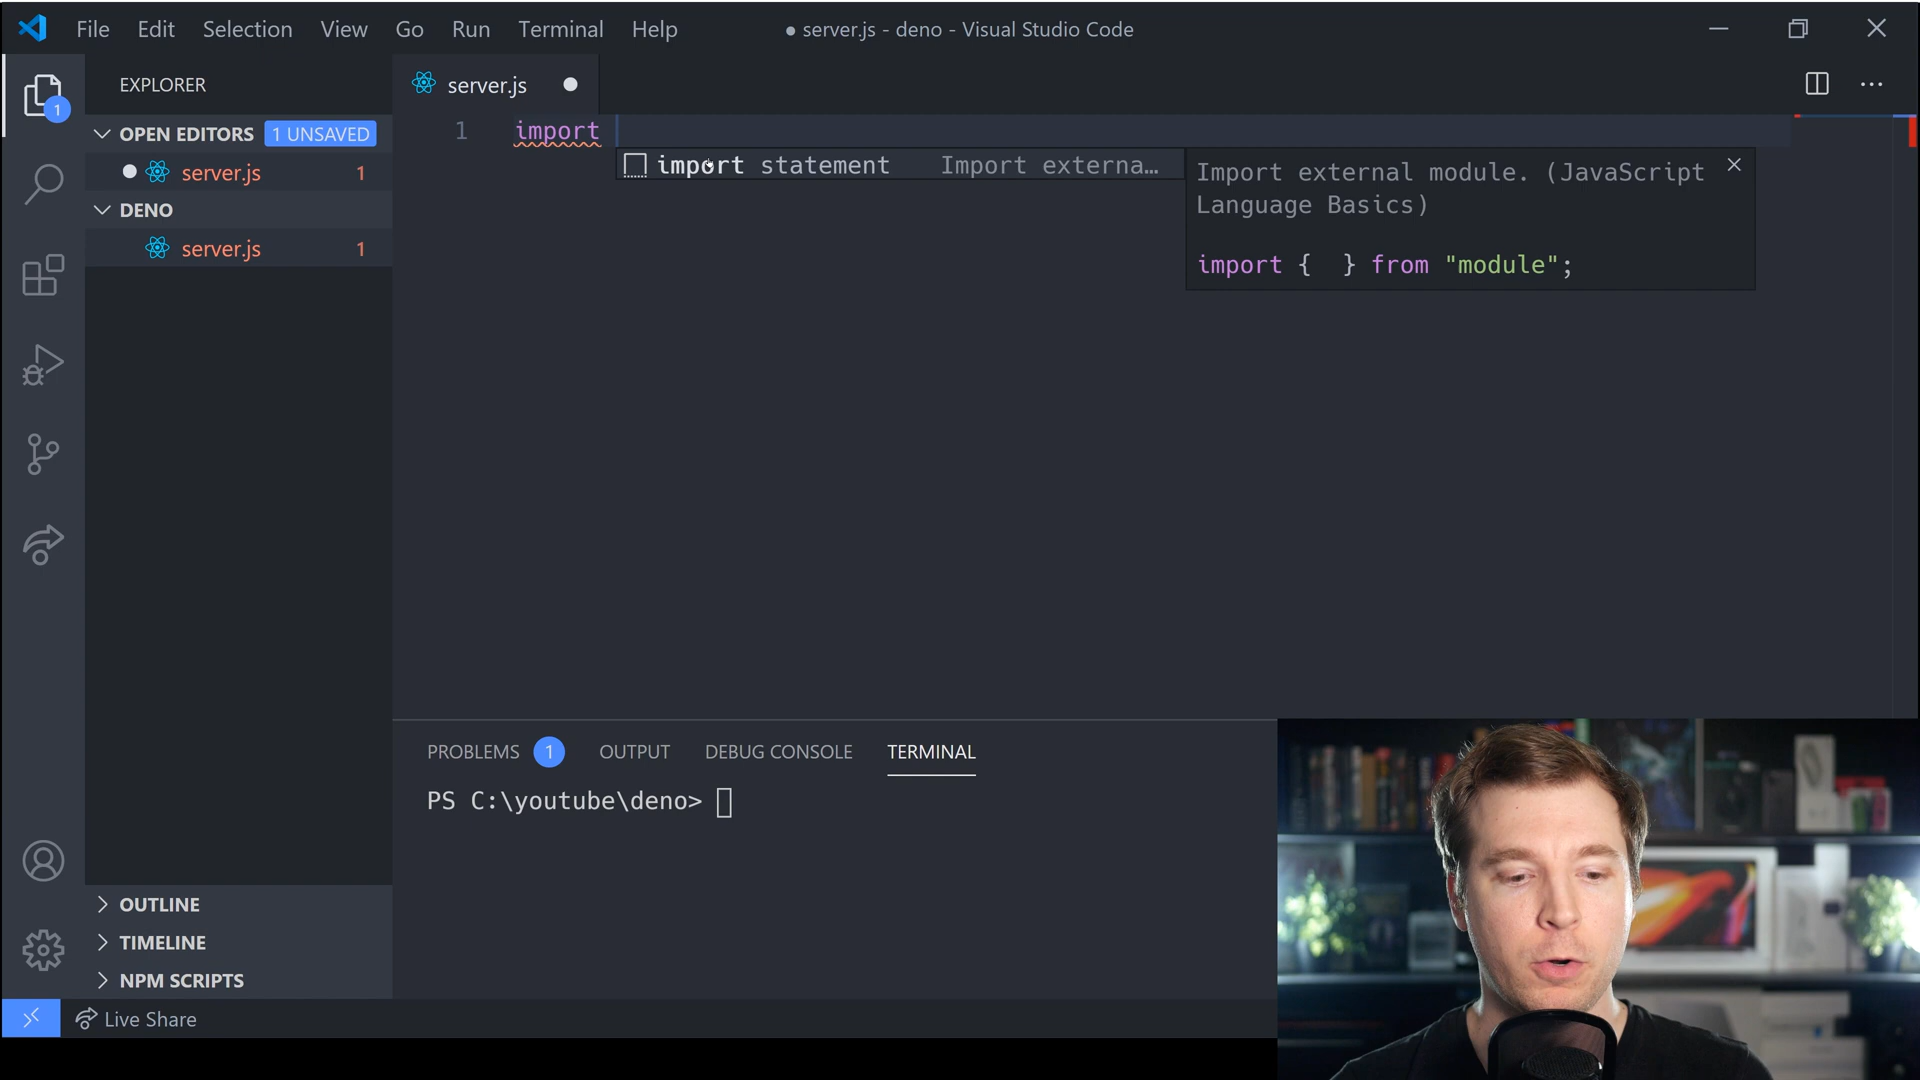 File Edit Selection View Go Run Terminal Help
● server.js - deno - Visual Studio Code
EXPLORER
OPEN EDITORS 1 UNSAVED
server.js 1
DENO
server.js 1
OUTLINE
TIMELINE
NPM SCRIPTS
1
server.js
1 import
import statement Import externa…
Import external module. (JavaScript
Language Basics)
import { } from "module";
PROBLEMS 1 OUTPUT DEBUG CONSOLE TERMINAL
PS C:\youtube\deno>
Live Share